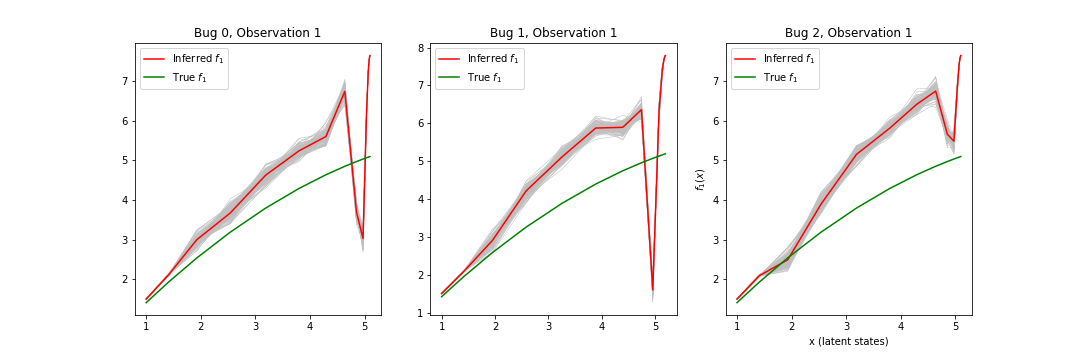 Bug 0, Observation 1
Inferred f₁
True f₁
7
6
5
4
3
2
1 2 3 4 5
Bug 1, Observation 1
Inferred f₁
True f₁
8
7
6
5
4
3
2
1
1 2 3 4 5
Bug 2, Observation 1
Inferred f₁
True f₁
f₁(x)
7
6
5
4
3
2
1 2 3 4 5
x (latent states)